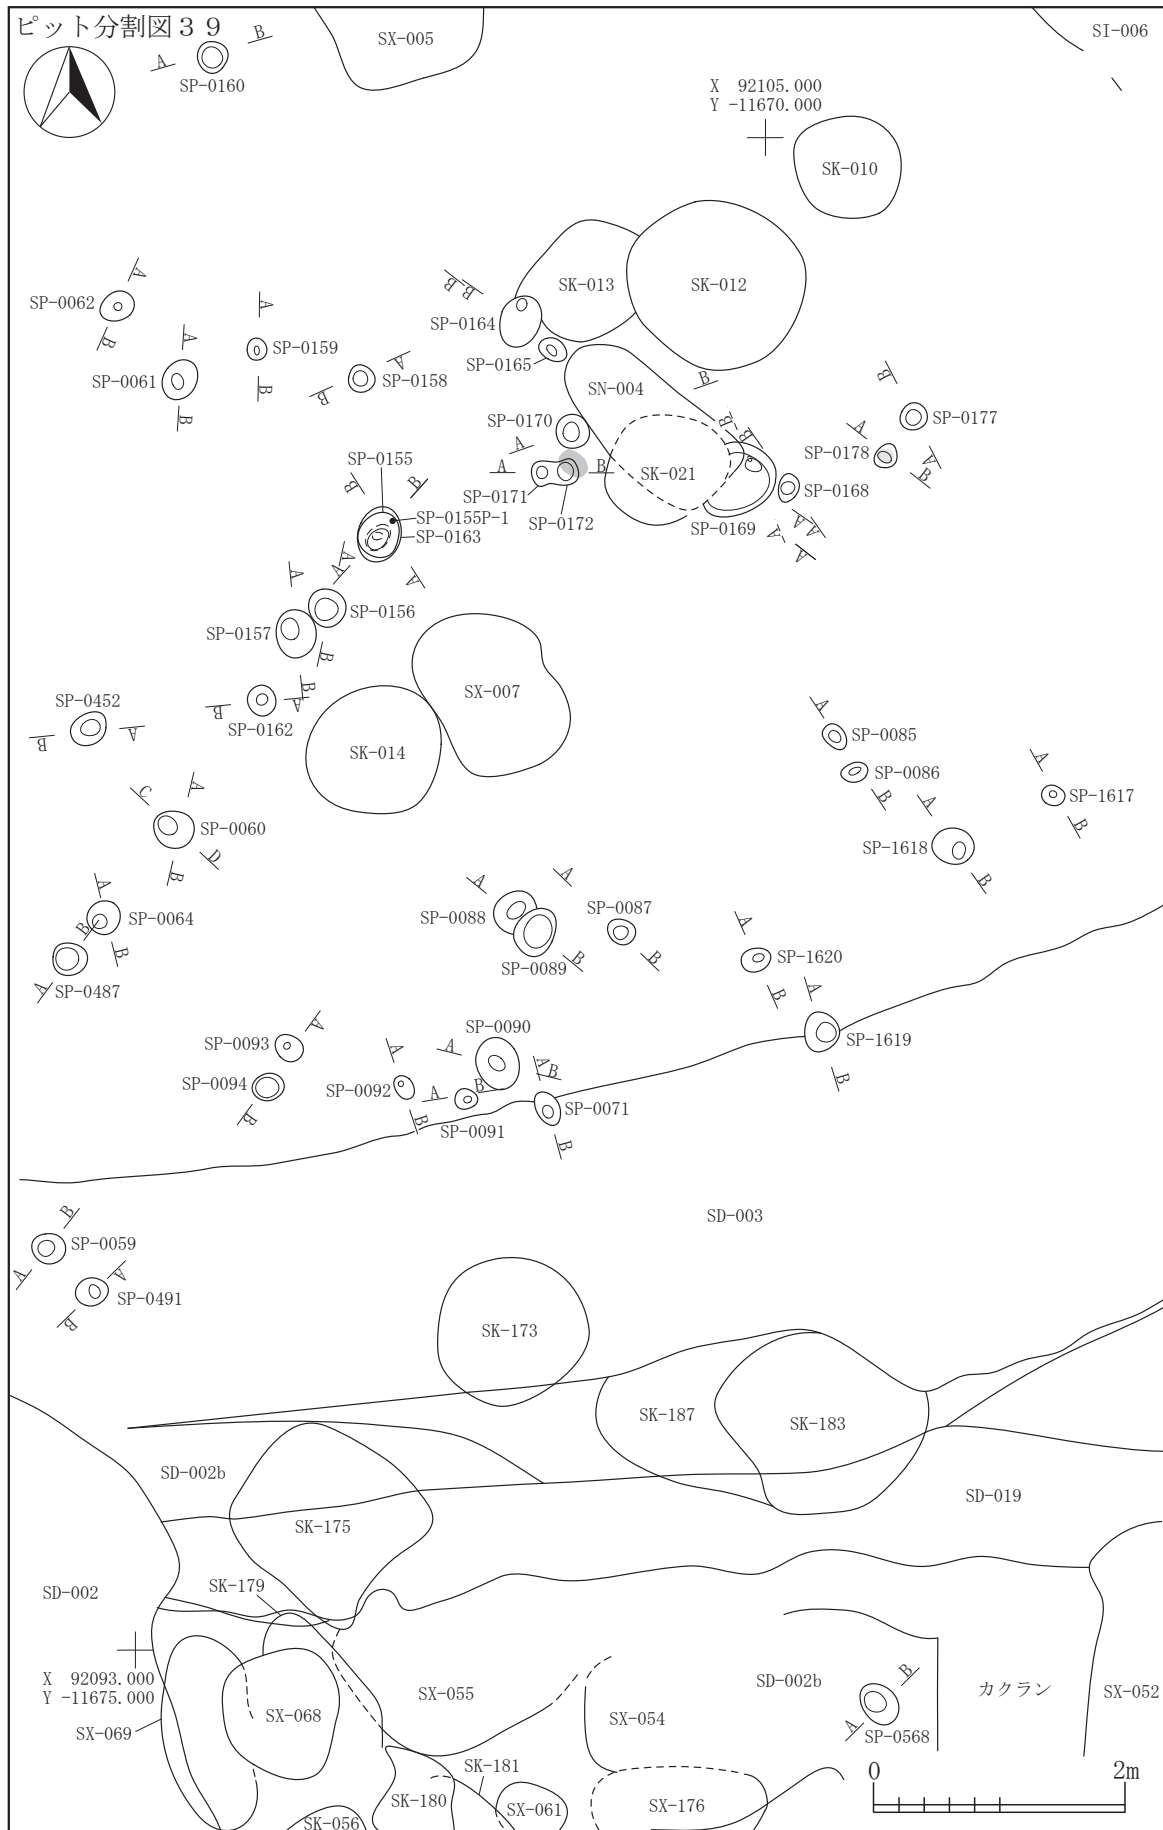 ピット分割図３９
B
SX-005
SI-006
A
SP-0160
X 92105.000
Y -11670.000
SK-010
A
SP-0062
B
A
SP-0159
B
A
SP-0061
B
A
SP-0158
B
B
B
SP-0164
SK-013
SK-012
SP-0165
SN-004
B
SP-0170
A
A
B
SP-0171
SP-0172
SK-021
B
B
SP-0169
SP-0168
A
A
A
A
B
SP-0177
A
A
SP-0178
B
SP-0155
B
B
SP-0155P-1
SP-0163
A
A
A
A
SP-0156
SP-0157
B
B
SP-0162
A
B
SP-0452
B
A
SX-007
SK-014
A
SP-0085
SP-0086
B
A
SP-1617
B
A
SP-1618
B
C
A
SP-0060
D
B
A
SP-0064
B
B
SP-0487
A
A
A
SP-0088
SP-0087
SP-0089
B
B
A
SP-1620
B
A
SP-1619
B
A
SP-0093
SP-0094
B
A
SP-0092
B
SP-0090
A
B
A
A
B
SP-0091
SP-0071
B
SD-003
B
SP-0059
A
A
SP-0491
B
SK-173
SK-187
SK-183
SD-002b
SK-175
SD-019
SD-002
SK-179
X 92093.000
Y -11675.000
SX-069
SX-068
SX-055
SX-054
SD-002b
B
A
SP-0568
カクラン
SX-052
SK-181
SK-180
SX-061
SX-176
SK-056
0
2m